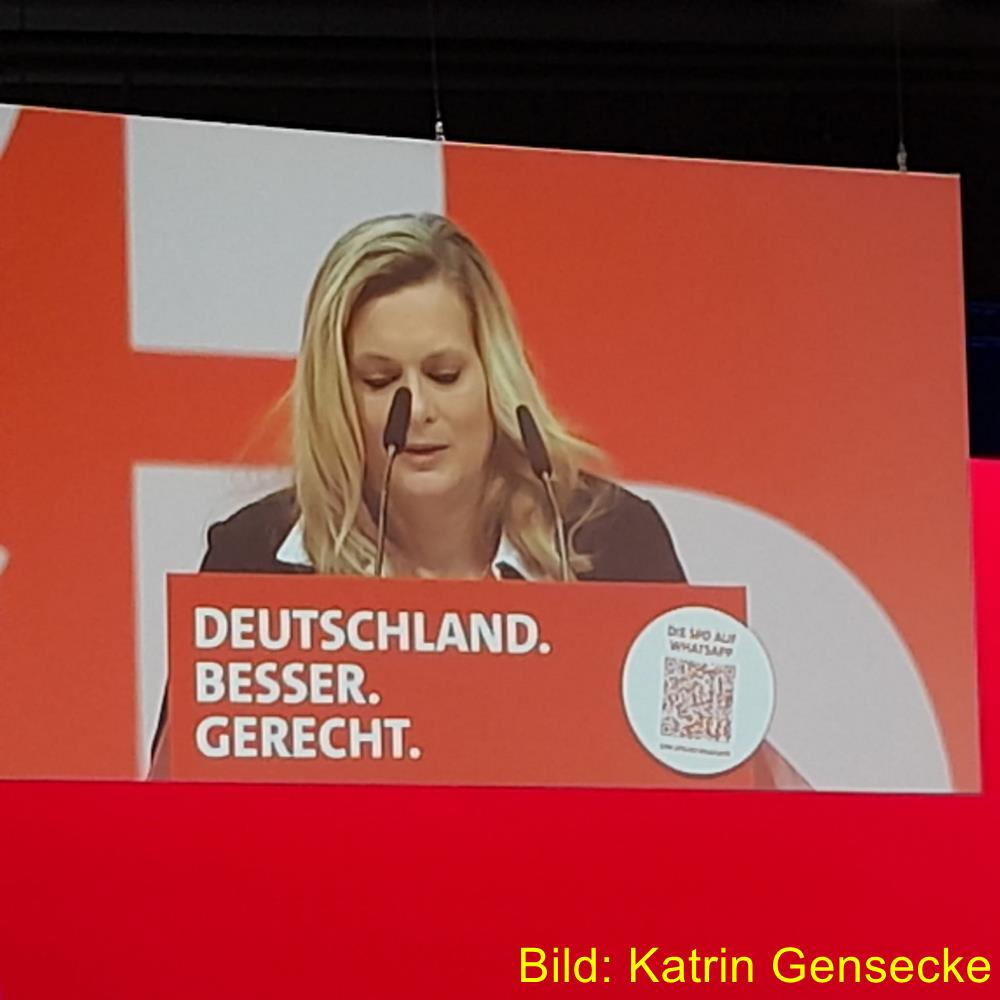 DEUTSCHLAND.
BESSER.
GERECHT.
DIE SPD AUF
WHATSAPP
Bild: Katrin Gensecke